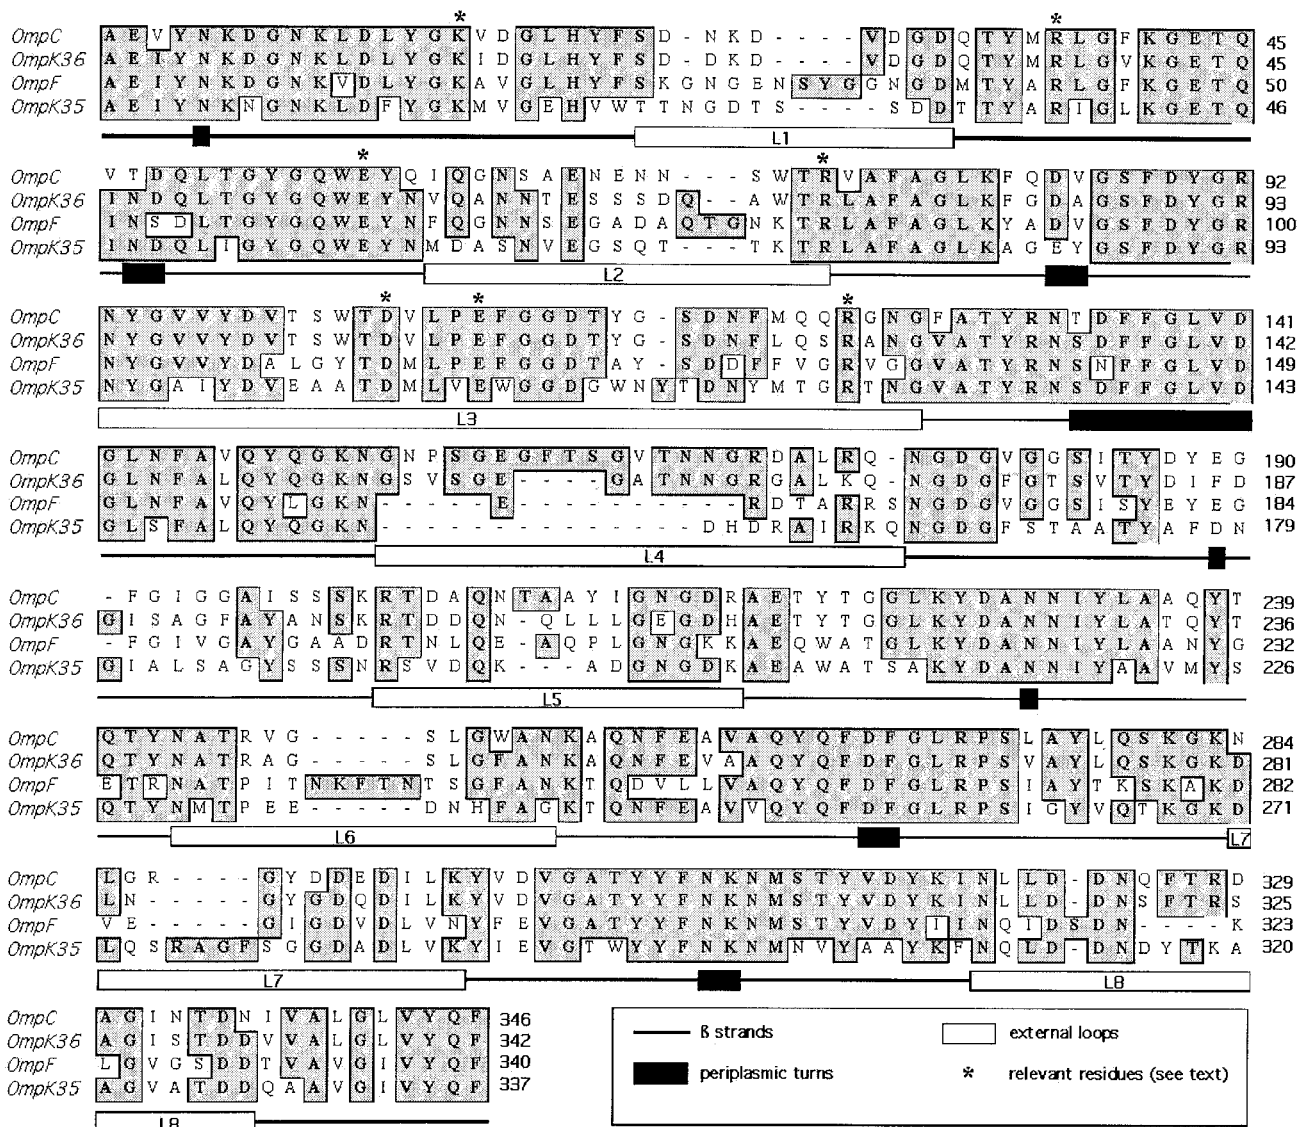 * *
OmpC A E V Y N K D G N K L D L Y G K V D G L H Y F S D - N K D - - - - V D G D Q T Y M R L G F K G E T Q 45
OmpK36 A E I Y N K D G N K L D L Y G K I D G L H Y F S D - D K D - - - - V D G D Q T Y M R L G V K G E T Q 45
OmpF A E I Y N K D G N K V D L Y G K A V G L H Y F S K G N G E N S Y G G N G D M T Y A R L G F K G E T Q 50
OmpK35 A E I Y N K N G N K L D F Y G K M V G E H V W T T N G D T S - - - - S D D T T Y A R I G L K G E T Q 46
L1
* *
OmpC V T D Q L T G Y G Q W E Y Q I Q G N S A E N E N N - - - S W T R V A F A G L K F Q D V G S F D Y G R 92
OmpK36 I N D Q L T G Y G Q W E Y N V Q A N N T E S S S D Q - - A W T R L A F A G L K F G D A G S F D Y G R 93
OmpF I N S D L T G Y G Q W E Y N F Q G N N S E G A D A Q T G N K T R L A F A G L K Y A D V G S F D Y G R 100
OmpK35 I N D Q L I G Y G Q W E Y N M D A S N V E G S Q T - - - T K T R L A F A G L K A G E Y G S F D Y G R 93
L2
* * *
OmpC N Y G V V Y D V T S W T D V L P E F G G D T Y G - S D N F M Q Q R G N G F A T Y R N T D F F G L V D 141
OmpK36 N Y G V V Y D V T S W T D V L P E F G G D T Y G - S D N F L Q S R A N G V A T Y R N S D F F G L V D 142
OmpF N Y G V V Y D A L G Y T D M L P E F G G D T A Y - S D D F F V G R V G G V A T Y R N S N F F G L V D 149
OmpK35 N Y G A I Y D V E A A T D M L V E W G G D G W N Y T D N Y M T G R T N G V A T Y R N S D F F G L V D 143
L3
OmpC G L N F A V Q Y Q G K N G N P S G E G F T S G V T N N G R D A L R Q - N G D G V G G S I T Y D Y E G 190
OmpK36 G L N F A L Q Y Q G K N G S V S G E - - - - G A T N N G R G A L K Q - N G D G F G T S V T Y D I F D 187
OmpF G L N F A V Q Y L G K N - - - - - E - - - - - - - - - - R D T A R R S N G D G V G G S I S Y E Y E G 184
OmpK35 G L S F A L Q Y Q G K N - - - - - - - - - - - - - - D H D R A I R K Q N G D G F S T A A T Y A F D N 179
L4
OmpC - F G I G G A I S S S K R T D A Q N T A A Y I G N G D R A E T Y T G G L K Y D A N N I Y L A A Q Y T 239
OmpK36 G I S A G F A Y A N S K R T D D Q N - Q L L L G E G D H A E T Y T G G L K Y D A N N I Y L A T Q Y T 236
OmpF - F G I V G A Y G A A D R T N L Q E - A Q P L G N G K K A E Q W A T G L K Y D A N N I Y L A A N Y G 232
OmpK35 G I A L S A G Y S S S N R S V D Q K - - A D G N G D K A E A W A T S A K Y D A N N I Y A A V M Y S 226
L5
OmpC Q T Y N A T R V G - - - - - S L G W A N K A Q N F E A V A Q Y Q F D F G L R P S L A Y L Q S K G K N 284
OmpK36 Q T Y N A T R A G - - - - - S L G F A N K A Q N F E V A A Q Y Q F D F G L R P S V A Y L Q S K G K D 281
OmpF E T R N A T P I T N K F T N T S G F A N K T Q D V L L V A Q Y Q F D F G L R P S I A Y T K S K A K D 282
OmpK35 Q T Y N M T P E E - - - - - D N H F A G K T Q N F E A V V Q Y Q F D F G L R P S I G Y V Q T K G K D 271
L6 L7
OmpC L G R - - - - G Y D D E D I L K Y V D V G A T Y Y F N K N M S T Y V D Y K I N L L D - D N Q F T R D 329
OmpK36 L N - - - - - G Y G D Q D I L K Y V D V G A T Y Y F N K N M S T Y V D Y K I N L L D - D N S F T R S 325
OmpF V E - - - - - G I G D V D L V N Y F E V G A T Y Y F N K N M S T Y V D Y I I N Q I D S D N - - - - K 323
OmpK35 L Q S R A G F S G G D A D L V K Y I E V G T W Y Y F N K N M N V Y A A Y K F N Q L D - D N D Y T K A 320
L7 L8
OmpC A G I N T D N I V A L G L V Y Q F 346
OmpK36 A G I S T D D V V A L G L V Y Q F 342
OmpF L G V G S D D T V A V G I V Y Q F 340
OmpK35 A G V A T D D Q A A V G I V Y Q F 337
L8
ß strands
external loops
periplasmic turns
* relevant residues (see text)